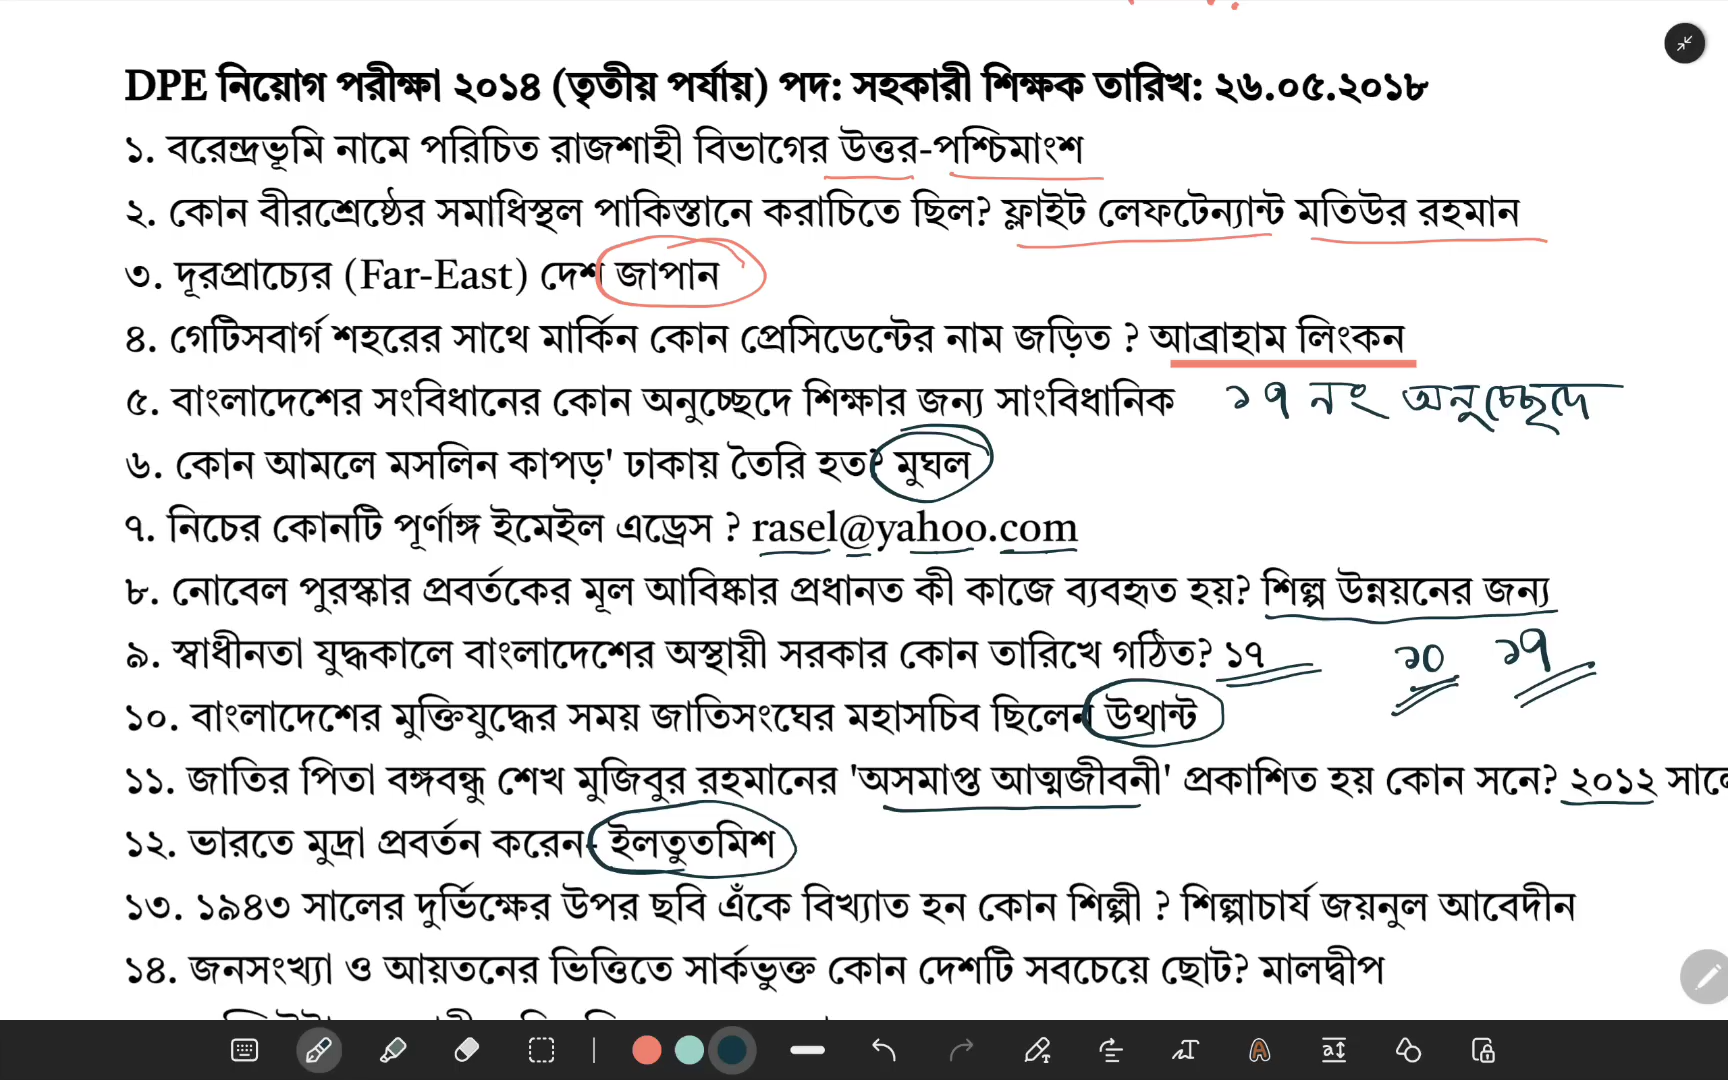 DPE নিয়োগ পরীক্ষা ২০১৪ (তৃতীয় পর্যায়) পদ: সহকারী শিক্ষক তারিখ: ২৬.০৫.২০১৮
১. বরেন্দ্রভূমি নামে পরিচিত রাজশাহী বিভাগের উত্তর-পশ্চিমাংশ
২. কোন বীরশ্রেষ্ঠের সমাধিস্থল পাকিস্তানে করাচিতে ছিল? ফ্লাইট লেফটেন্যান্ট মতিউর রহমান
৩. দূরপ্রাচ্যের (Far-East) দেশ জাপান
৪. গেটিসবার্গ শহরের সাথে মার্কিন কোন প্রেসিডেন্টের নাম জড়িত ? আব্রাহাম লিংকন
৫. বাংলাদেশের সংবিধানের কোন অনুচ্ছেদে শিক্ষার জন্য সাংবিধানিক ১৭ নং অনুচ্ছেদে
৬. কোন আমলে মসলিন কাপড়' ঢাকায় তৈরি হত? মুঘল
৭. নিচের কোনটি পূর্ণাঙ্গ ইমেইল এড্রেস ? rasel@yahoo.com
৮. নোবেল পুরস্কার প্রবর্তকের মূল আবিষ্কার প্রধানত কী কাজে ব্যবহৃত হয়? শিল্প উন্নয়নের জন্য
৯. স্বাধীনতা যুদ্ধকালে বাংলাদেশের অস্থায়ী সরকার কোন তারিখে গঠিত? ১৭ ১০ ১৭
১০. বাংলাদেশের মুক্তিযুদ্ধের সময় জাতিসংঘের মহাসচিব ছিলেন উথান্ট
১১. জাতির পিতা বঙ্গবন্ধু শেখ মুজিবুর রহমানের 'অসমাপ্ত আত্মজীবনী' প্রকাশিত হয় কোন সনে? ২০১২ সালে
১২. ভারতে মুদ্রা প্রবর্তন করেন- ইলতুতমিশ
১৩. ১৯৪৩ সালের দুর্ভিক্ষের উপর ছবি এঁকে বিখ্যাত হন কোন শিল্পী ? শিল্পাচার্য জয়নুল আবেদীন
১৪. জনসংখ্যা ও আয়তনের ভিত্তিতে সার্কভুক্ত কোন দেশটি সবচেয়ে ছোট? মালদ্বীপ